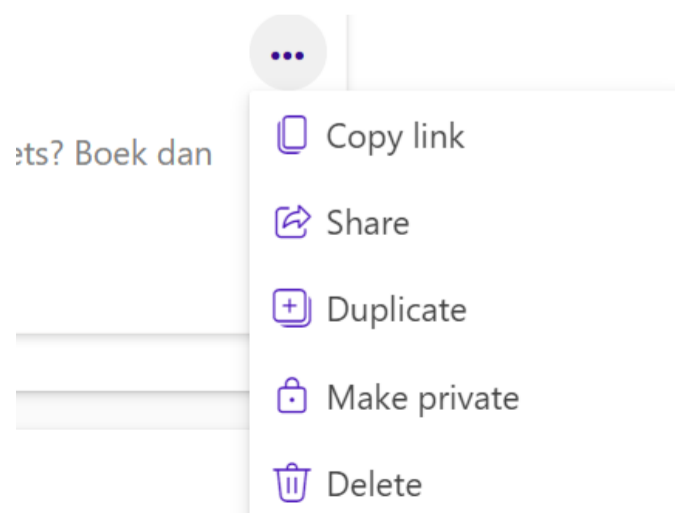 ets? Boek dan
Copy link
Share
Duplicate
Make private
Delete